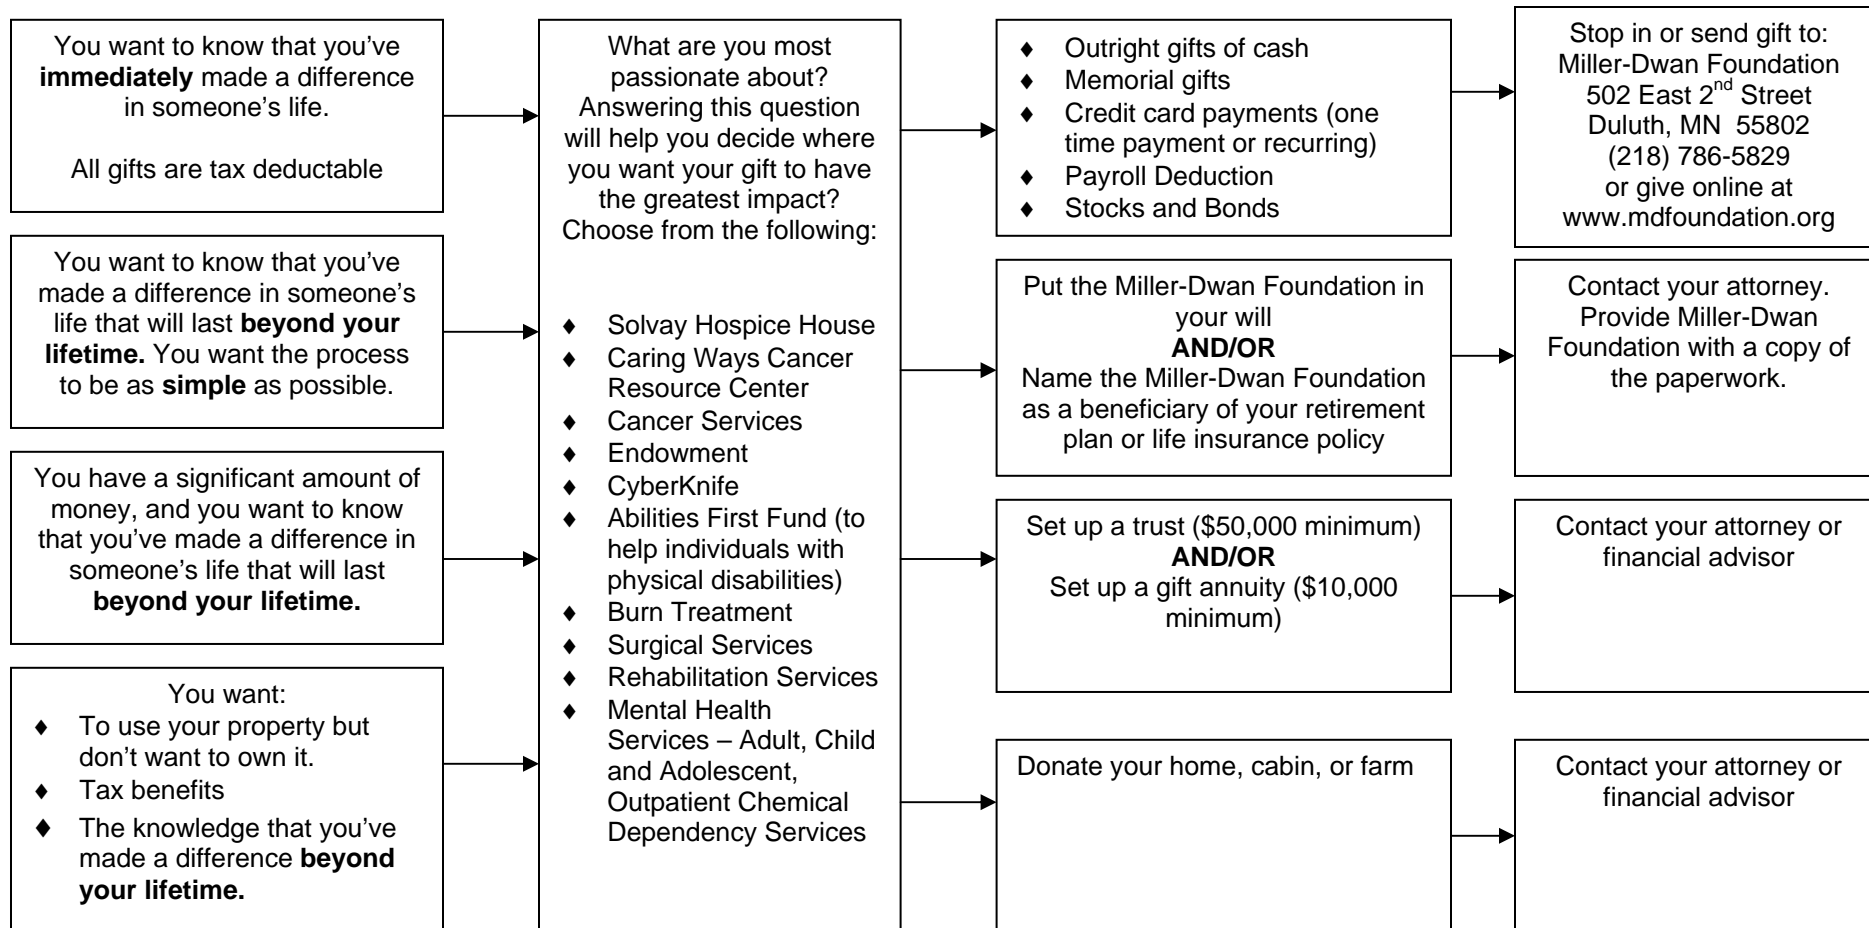 You want to know that you've
immediately made a difference
in someone's life.
All gifts are tax deductable
You want to know that you've
made a difference in someone's
life that will last beyond your
lifetime. You want the process
to be as simple as possible.
You have a significant amount of
money, and you want to know
that you've made a difference in
someone's life that will last
beyond your lifetime.
You want:
♦ To use your property but
don't want to own it.
♦ Tax benefits
♦ The knowledge that you've
made a difference beyond
your lifetime.
What are you most
passionate about?
Answering this question
will help you decide where
you want your gift to have
the greatest impact?
Choose from the following:
♦ Solvay Hospice House
♦ Caring Ways Cancer
Resource Center
♦ Cancer Services
♦ Endowment
♦ CyberKnife
♦ Abilities First Fund (to
help individuals with
physical disabilities)
♦ Burn Treatment
♦ Surgical Services
♦ Rehabilitation Services
♦ Mental Health
Services – Adult, Child
and Adolescent,
Outpatient Chemical
Dependency Services
♦ Outright gifts of cash
♦ Memorial gifts
♦ Credit card payments (one
time payment or recurring)
♦ Payroll Deduction
♦ Stocks and Bonds
Put the Miller-Dwan Foundation in
your will
AND/OR
Name the Miller-Dwan Foundation
as a beneficiary of your retirement
plan or life insurance policy
Set up a trust ($50,000 minimum)
AND/OR
Set up a gift annuity ($10,000
minimum)
Donate your home, cabin, or farm
Stop in or send gift to:
Miller-Dwan Foundation
502 East 2nd Street
Duluth, MN  55802
(218) 786-5829
or give online at
www.mdfoundation.org
Contact your attorney.
Provide Miller-Dwan
Foundation with a copy of
the paperwork.
Contact your attorney or
financial advisor
Contact your attorney or
financial advisor